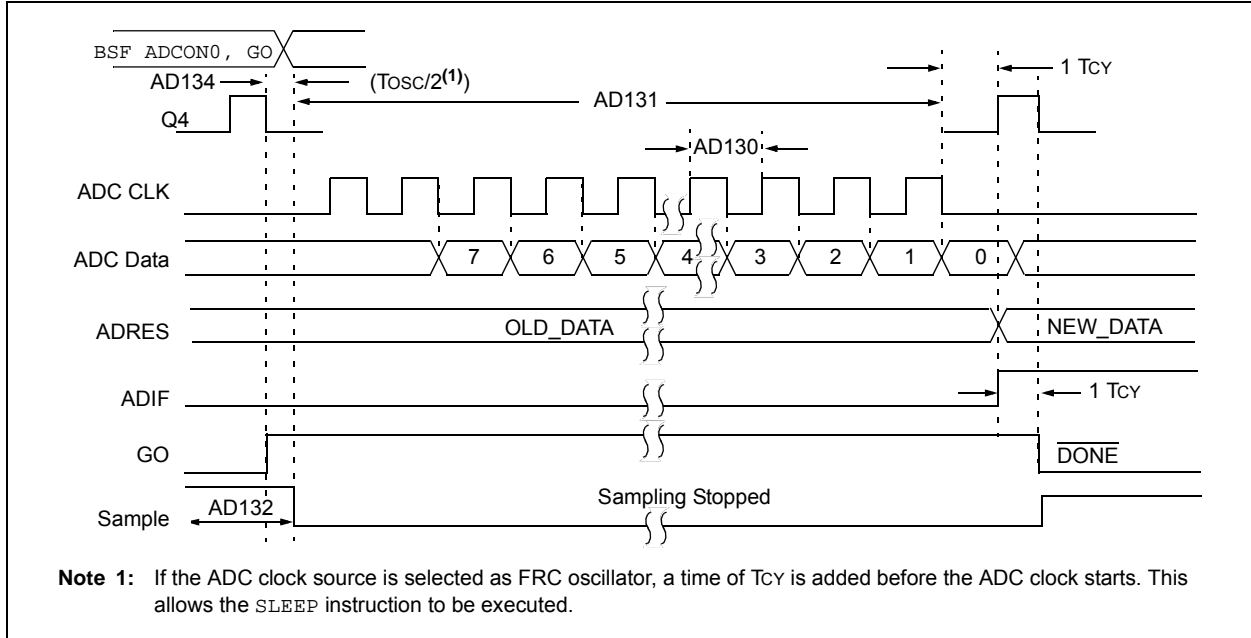 BSF ADCON0, GO
AD134 (TOSC/2(1)) 1 TCY
AD131
Q4
AD130
ADC CLK
ADC Data 7 6 5 4 3 2 1 0
ADRES OLD_DATA NEW_DATA
ADIF 1 TCY
GO DONE
Sampling Stopped
AD132
Sample
Note 1: If the ADC clock source is selected as FRC oscillator, a time of TCY is added before the ADC clock starts. This
allows the SLEEP instruction to be executed.